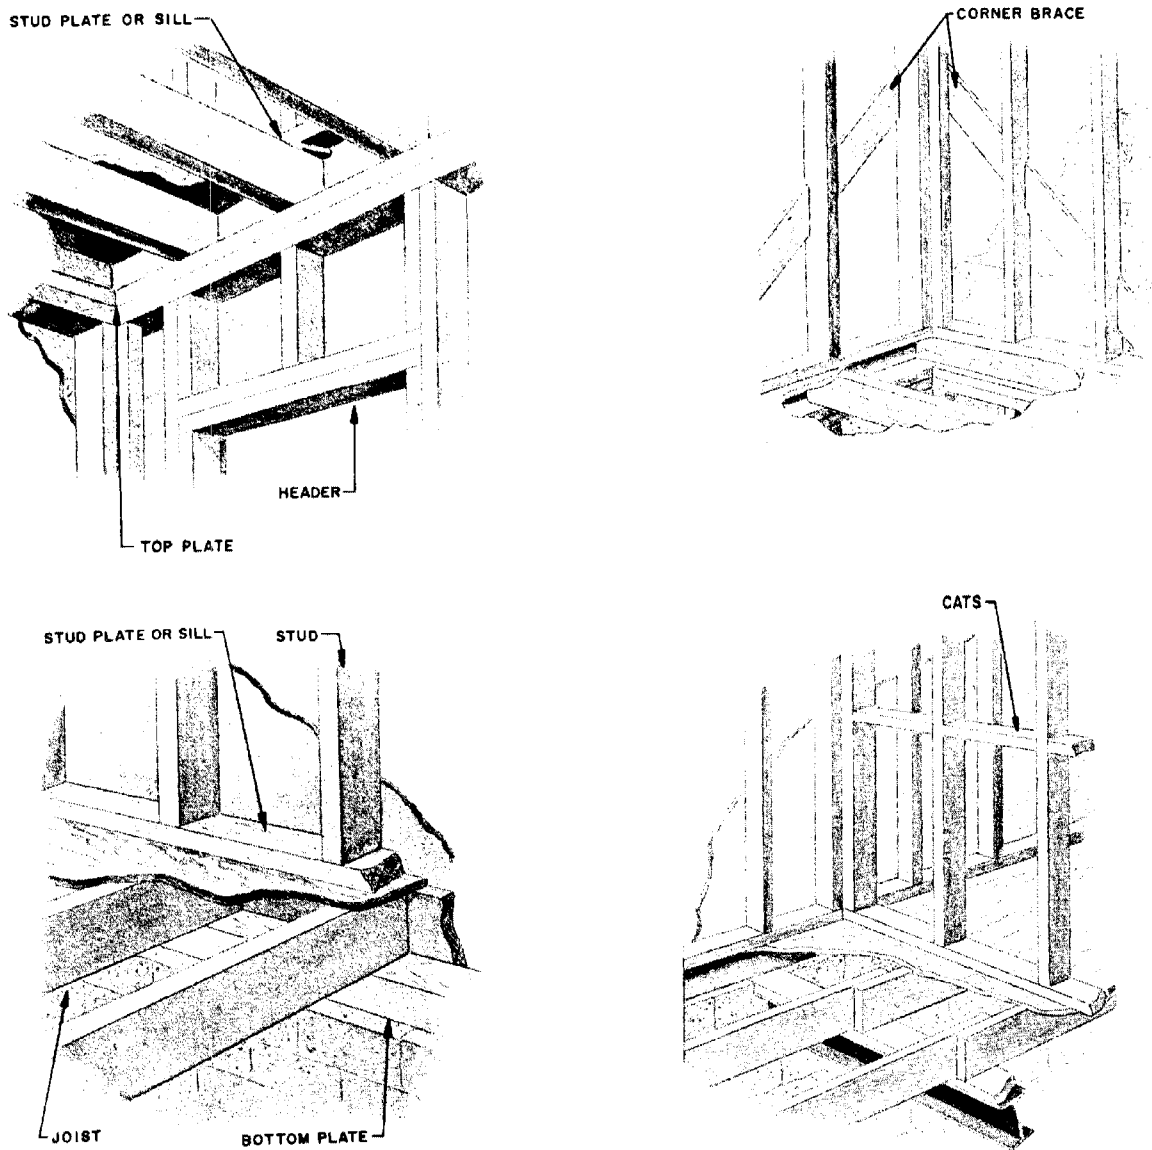 STUD PLATE OR SILL
CORNER BRACE
HEADER
TOP PLATE
CATS
STUD PLATE OR SILL
STUD
JOIST
BOTTOM PLATE